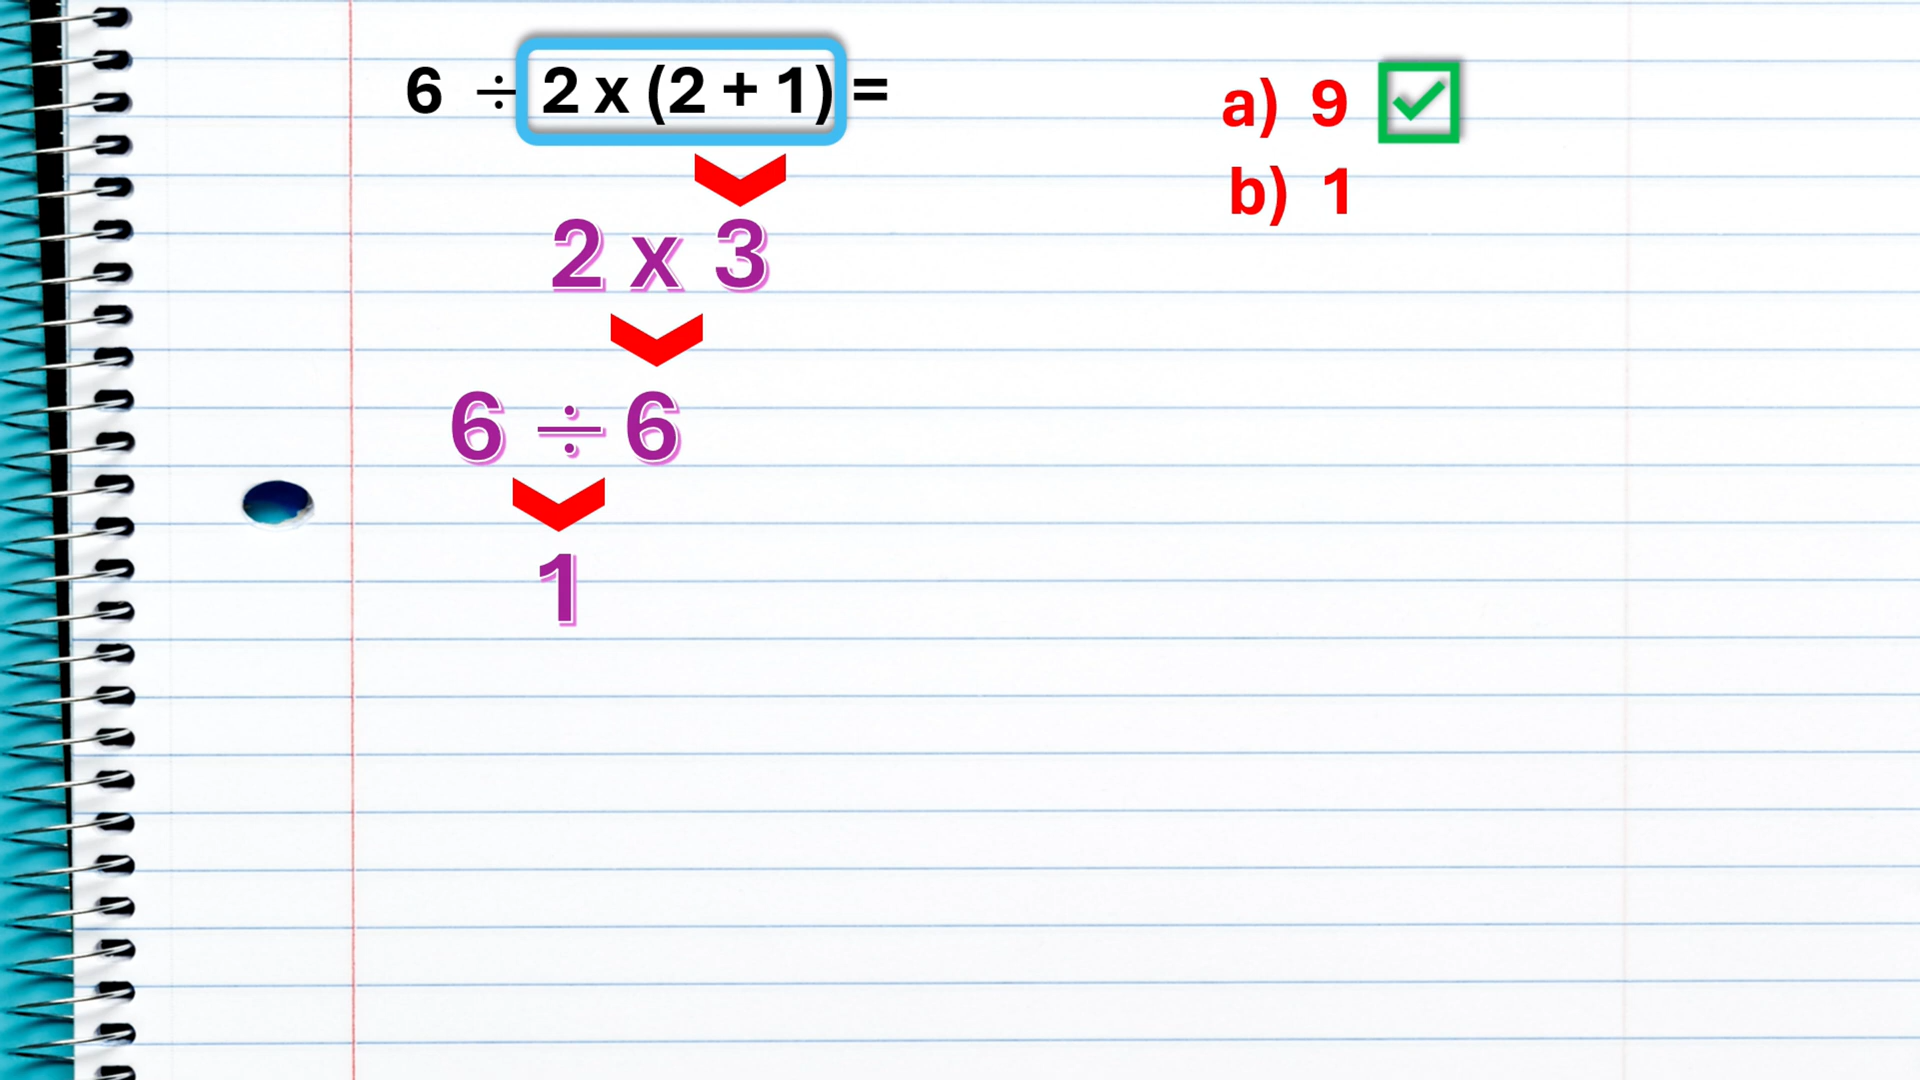 6 ÷ 2 x (2 + 1) =
a) 9
b) 1
2 x 3
6 ÷ 6
1